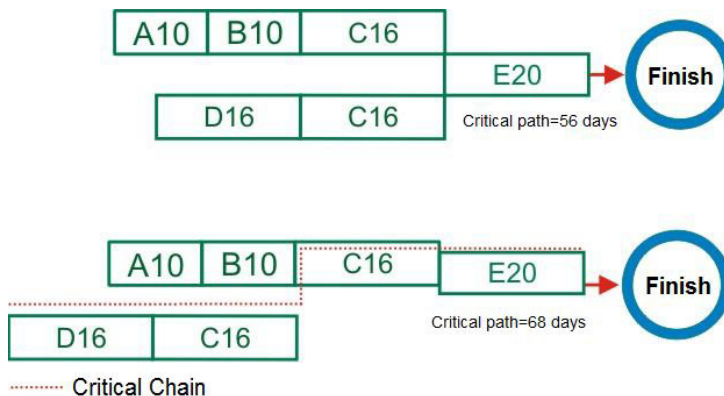 A10 B10 C16
E20 Finish
D16 C16
Critical path=56 days
A10 B10 C16
E20 Finish
Critical path=68 days
D16 C16
Critical Chain